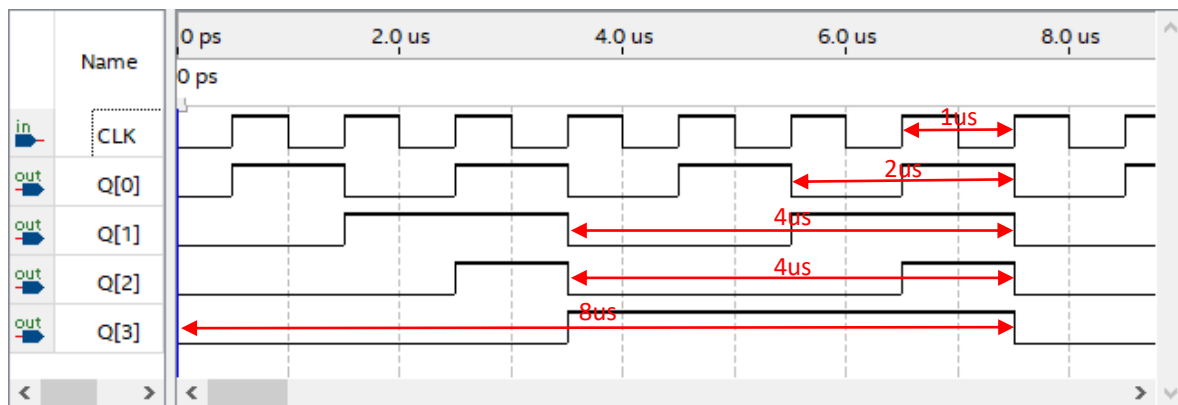 Name
0 ps 2.0 us 4.0 us 6.0 us 8.0 us
0 ps
in CLK 1us
out Q[0] 2us
out Q[1] 4us
out Q[2] 4us
out Q[3] 8us